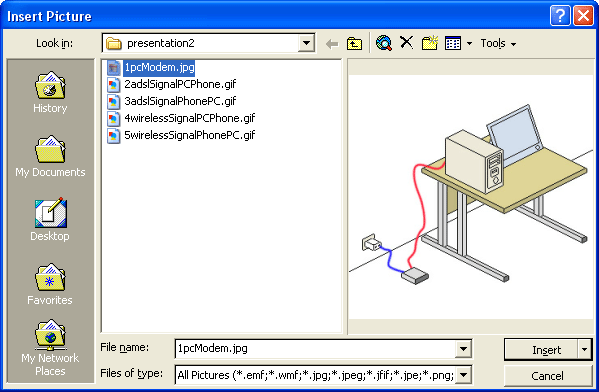 Insert Picture
Look in:
presentation2
Tools
History
My Documents
Desktop
Favorites
My Network
Places
1pcModem.jpg
2adslSignalPCPhone.gif
3adslSignalPhonePC.gif
4wirelessSignalPCPhone.gif
5wirelessSignalPhonePC.gif
File name:
1pcModem.jpg
Insert
Files of type:
All Pictures (*.emf;*.wmf;*.jpg;*.jpeg;*.jfif;*.jpe;*.png;
Cancel